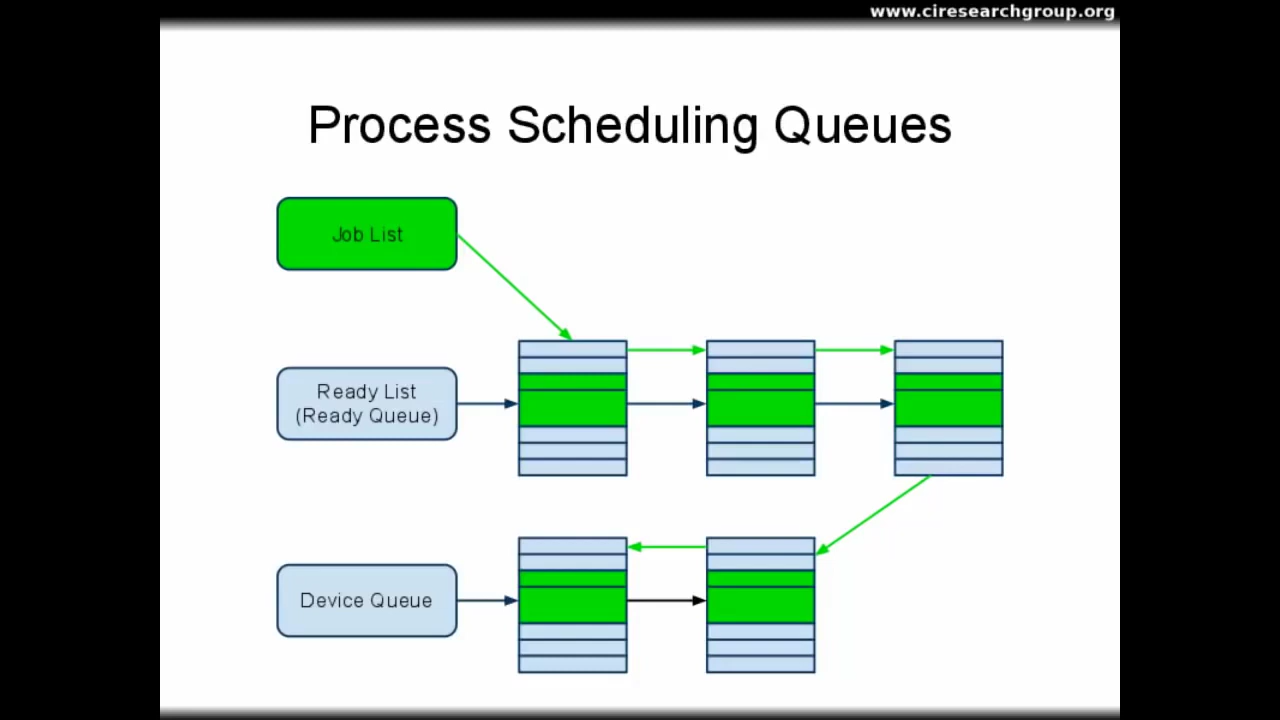 www.ciresearchgroup.org
Process Scheduling Queues
Job List
Ready List
(Ready Queue)
Device Queue